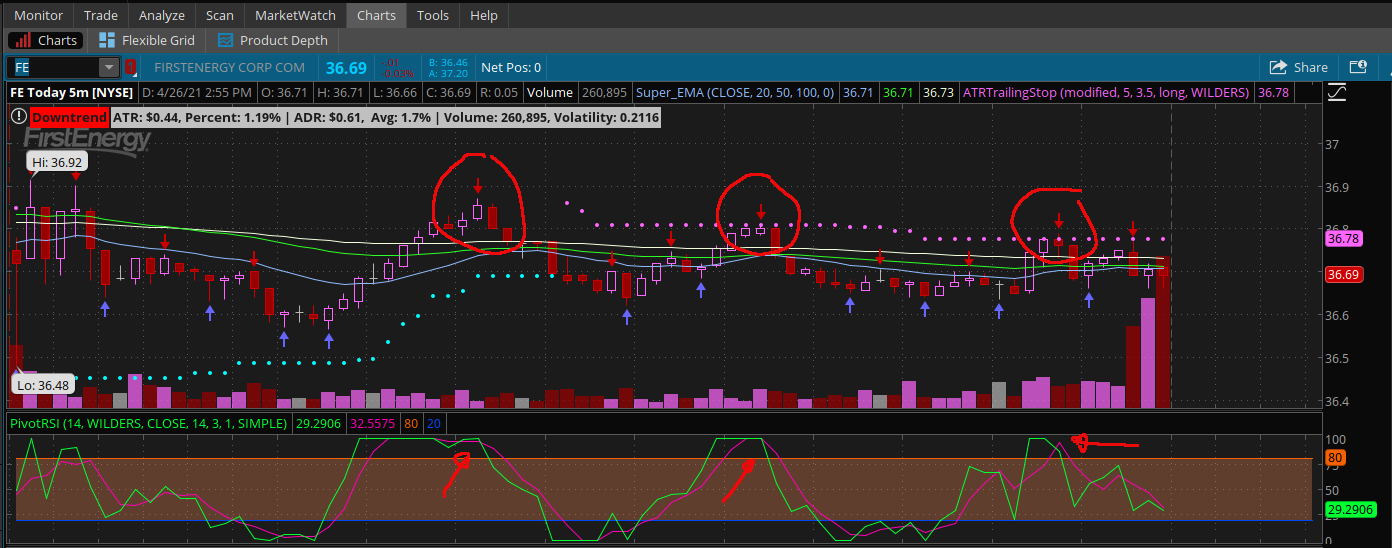 Monitor Trade Analyze Scan MarketWatch Charts Tools Help
Charts Flexible Grid Product Depth
FE FIRSTENERGY CORP COM 36.69 -.01 -0.03% B: 36.46 A: 37.20 Net Pos: 0 Share
FE Today 5m [NYSE] D: 4/26/21 2:55 PM O: 36.71 H: 36.71 L: 36.66 C: 36.69 R: 0.05 Volume 260,895 Super_EMA (CLOSE, 20, 50, 100, 0) 36.71 36.71 36.73 ATRTrailingStop (modified, 5, 3.5, long, WILDERS) 36.78
Downtrend ATR: $0.44, Percent: 1.19% | ADR: $0.61, Avg: 1.7% | Volume: 260,895, Volatility: 0.2116
FirstEnergy
Hi: 36.92
Lo: 36.48
37
36.9
36.78
36.69
36.6
36.5
36.4
PivotRSI (14, WILDERS, CLOSE, 14, 3, 1, SIMPLE) 29.2906 32.5575 80 20
100
80
50
29.2906
0